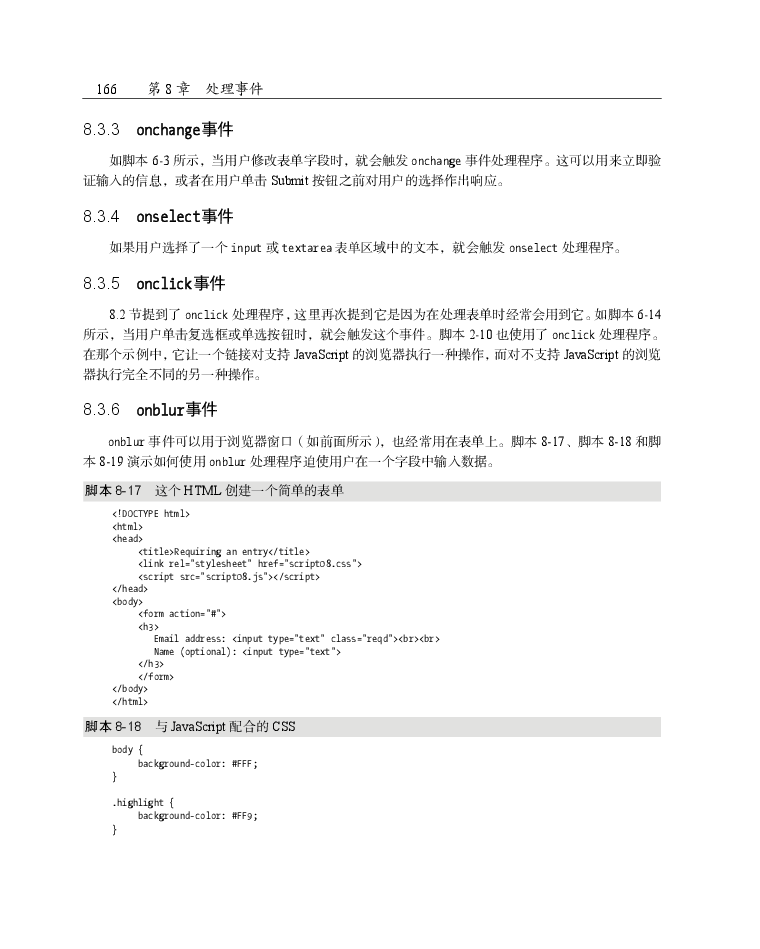 166 第 8 章 处理事件
8.3.3 onchange事件
如脚本 6-3 所示，当用户修改表单字段时，就会触发 onchange 事件处理程序。这可以用来立即验
证输入的信息，或者在用户单击 Submit 按钮之前对用户的选择作出响应。
8.3.4 onselect事件
如果用户选择了一个 input 或 textarea 表单区域中的文本，就会触发 onselect 处理程序。
8.3.5 onclick事件
8.2 节提到了 onclick 处理程序，这里再次提到它是因为在处理表单时经常会用到它。如脚本 6-14
所示，当用户单击复选框或单选按钮时，就会触发这个事件。脚本 2-10 也使用了 onclick 处理程序。
在那个示例中，它让一个链接对支持 JavaScript 的浏览器执行一种操作，而对不支持 JavaScript 的浏览
器执行完全不同的另一种操作。
8.3.6 onblur事件
onblur 事件可以用于浏览器窗口（如前面所示），也经常用在表单上。脚本 8-17、脚本 8-18 和脚
本 8-19 演示如何使用 onblur 处理程序迫使用户在一个字段中输入数据。
脚本 8-17 这个 HTML 创建一个简单的表单
<!DOCTYPE html>
<html>
<head>
<title>Requiring an entry</title>
<link rel="stylesheet" href="script08.css">
<script src="script08.js"></script>
</head>
<body>
<form action="#">
<h3>
Email address: <input type="text" class="reqd"><br><br>
Name (optional): <input type="text">
</h3>
</form>
</body>
</html>
脚本 8-18 与 JavaScript 配合的 CSS
body {
background-color: #FFF;
}
.highlight {
background-color: #FF9;
}